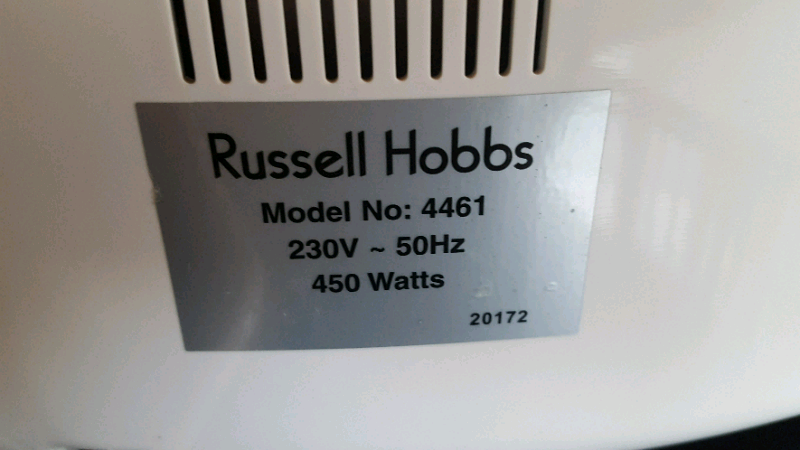 Russell Hobbs
Model No: 4461
230V ~ 50Hz
450 Watts
20172